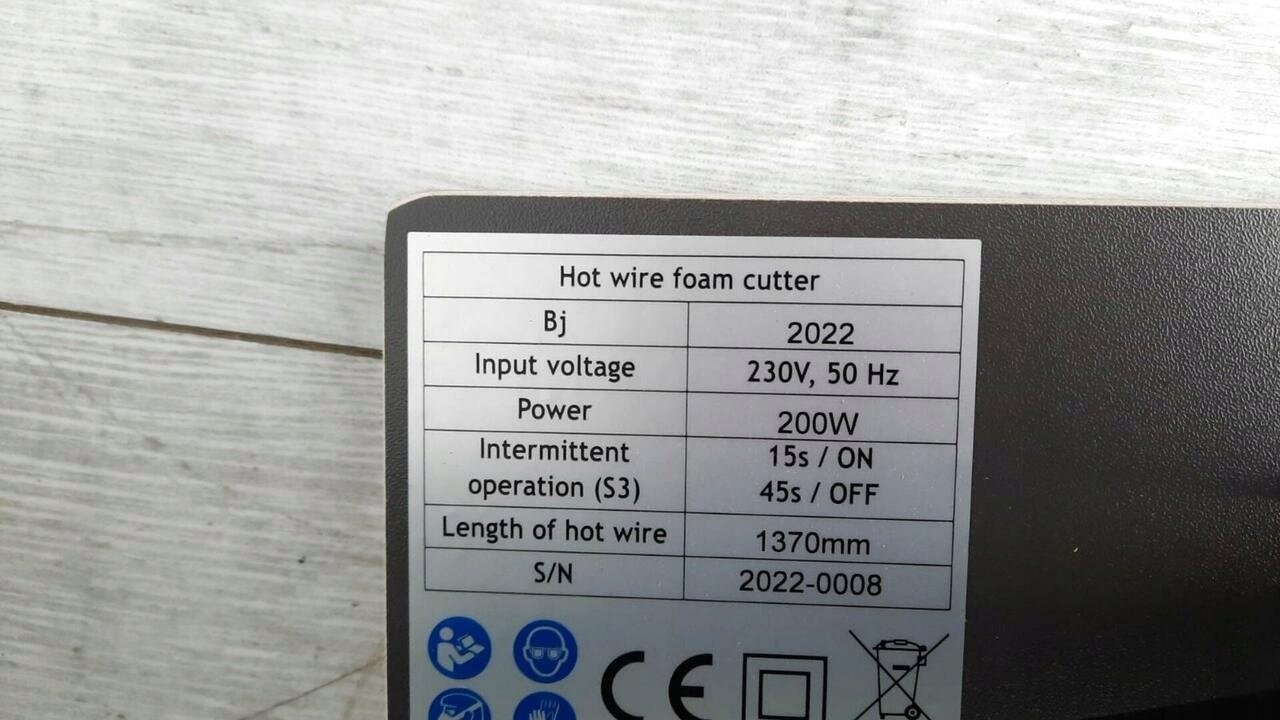 Hot wire foam cutter
Bj 2022
Input voltage 230V, 50 Hz
Power 200W
Intermittent 15s / ON
operation (S3) 45s / OFF
Length of hot wire 1370mm
S/N 2022-0008
CE